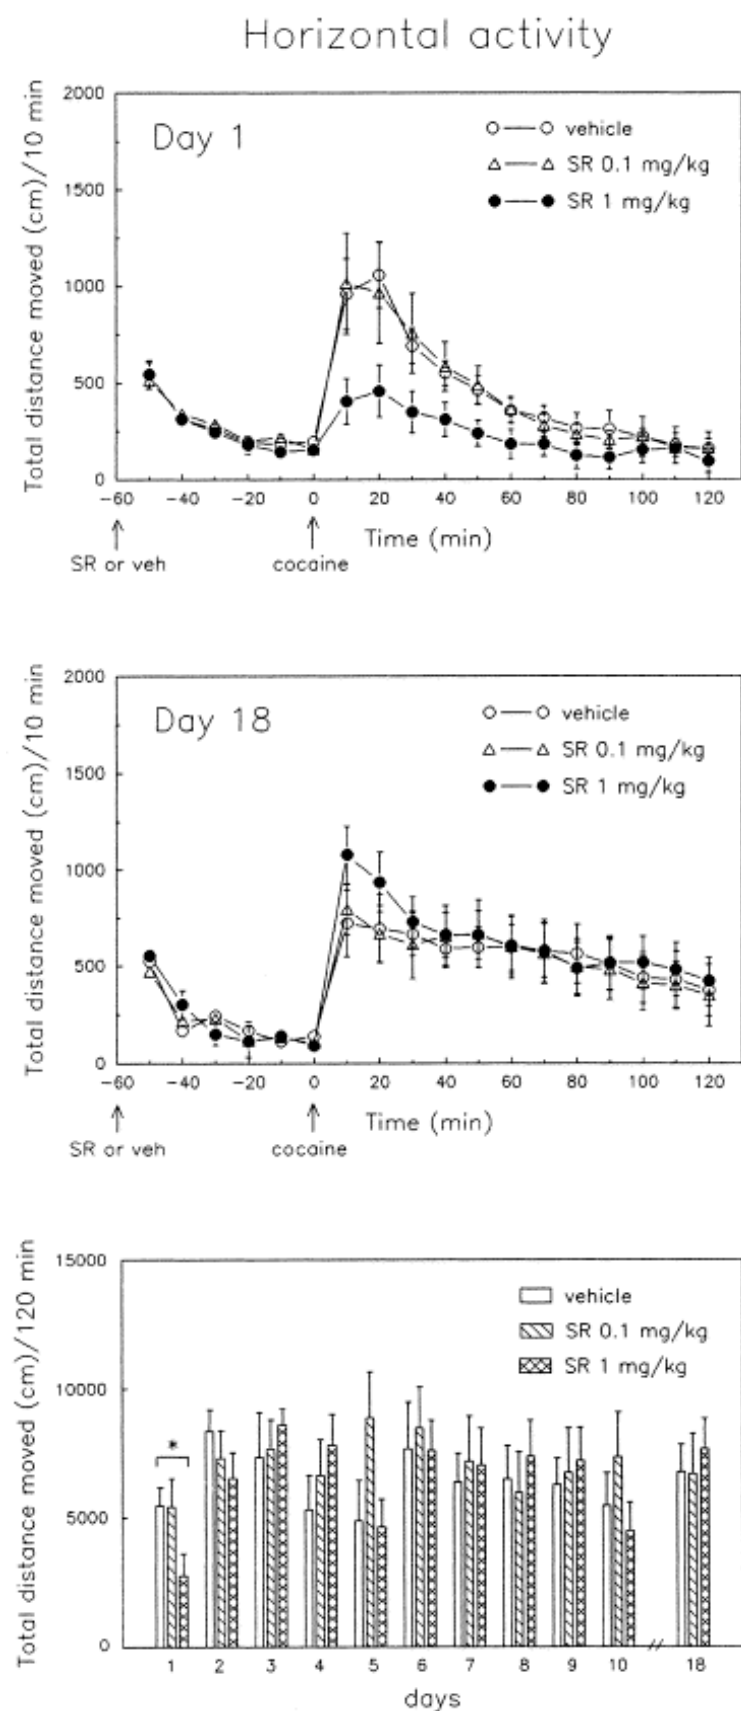 Horizontal activity
Total distance moved (cm)/10 min
2000
1500
1000
500
0
Day 1
vehicle
SR 0.1 mg/kg
SR 1 mg/kg
−60 −40 −20 0 20 40 60 80 100 120
Time (min)
SR or veh
cocaine
Total distance moved (cm)/10 min
2000
1500
1000
500
0
Day 18
vehicle
SR 0.1 mg/kg
SR 1 mg/kg
−60 −40 −20 0 20 40 60 80 100 120
Time (min)
SR or veh
cocaine
Total distance moved (cm)/120 min
15000
10000
5000
0
vehicle
SR 0.1 mg/kg
SR 1 mg/kg
*
1 2 3 4 5 6 7 8 9 10 // 18
days